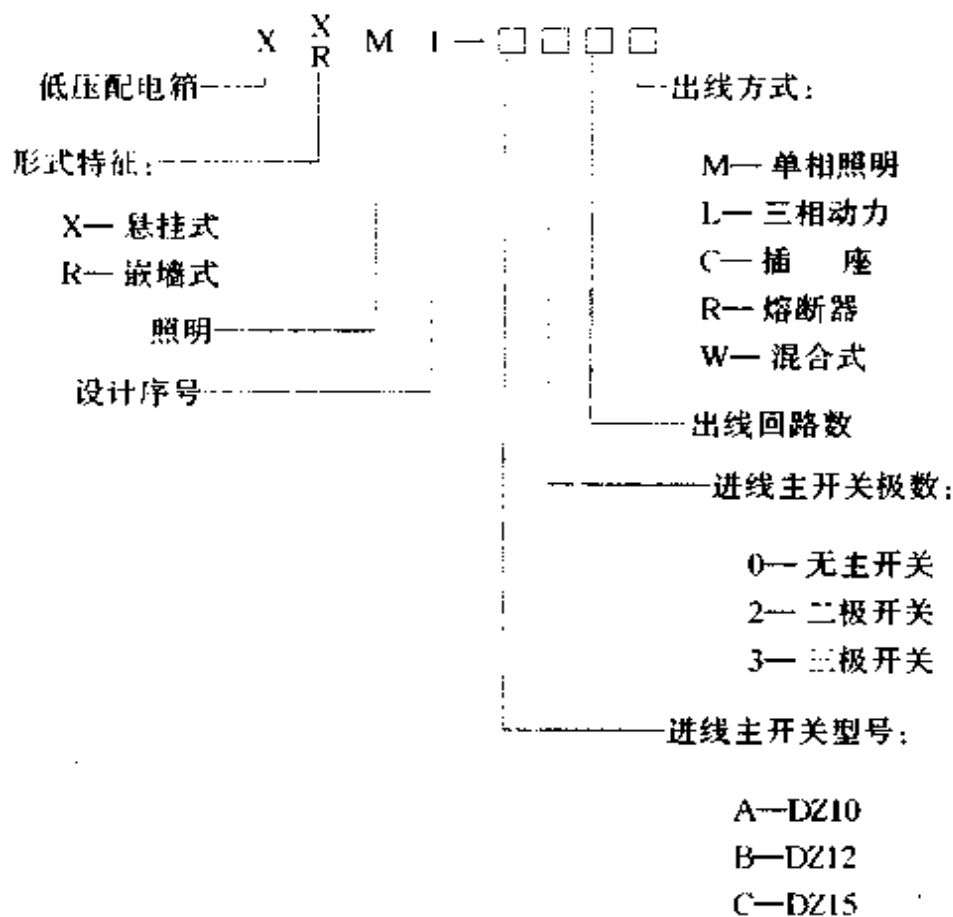 X X/R M 1 — □ □ □ □
低压配电箱
出线方式：
形式特征：
M— 单相照明
X— 悬挂式
L— 三相动力
R— 嵌墙式
C— 插 座
R— 熔断器
照明
W— 混合式
设计序号
出线回路数
进线主开关极数：
0— 无主开关
2— 二极开关
3— 三极开关
进线主开关型号：
A—DZ10
B—DZ12
C—DZ15